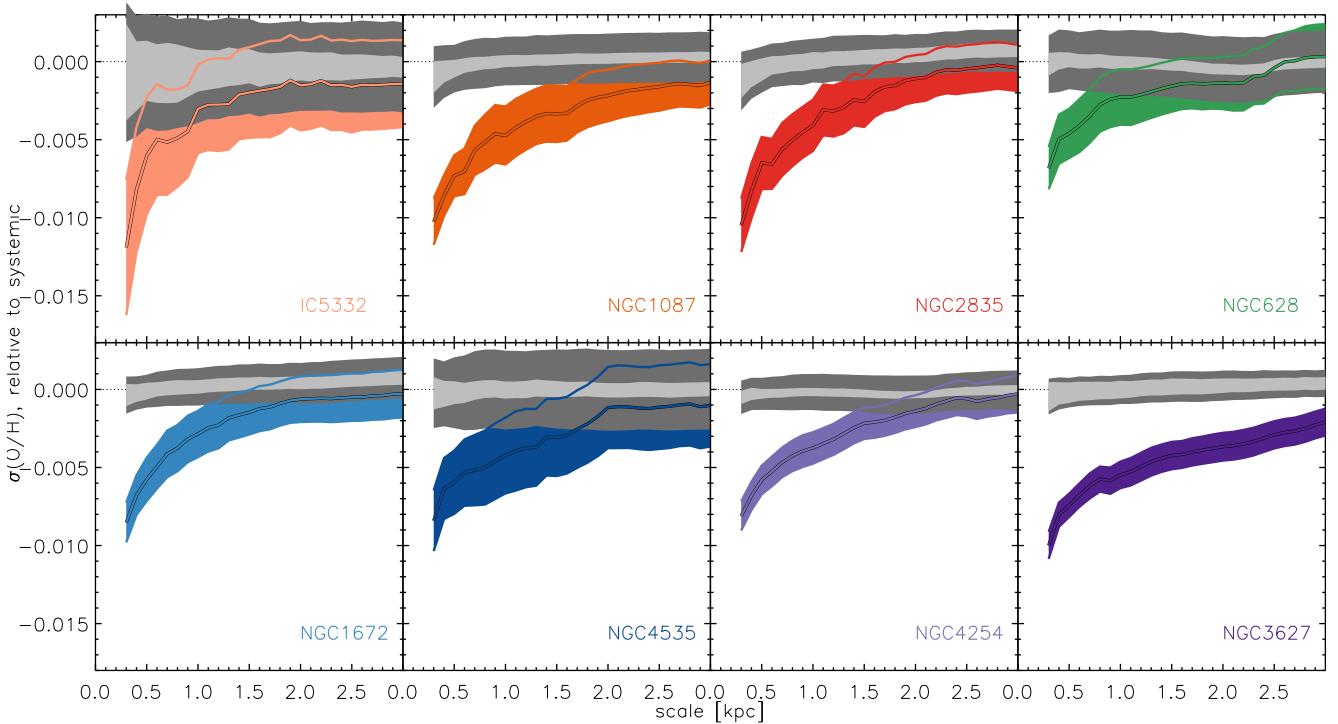 0.000
−0.005
−0.010
−0.015
IC5332
NGC1087
NGC2835
NGC628
0.000
−0.005
−0.010
−0.015
NGC1672
NGC4535
NGC4254
NGC3627
σ(O/H), relative to systemic
0.0 0.5 1.0 1.5 2.0 2.5 0.0 0.5 1.0 1.5 2.0 2.5 0.0 0.5 1.0 1.5 2.0 2.5 0.0 0.5 1.0 1.5 2.0 2.5
scale [kpc]